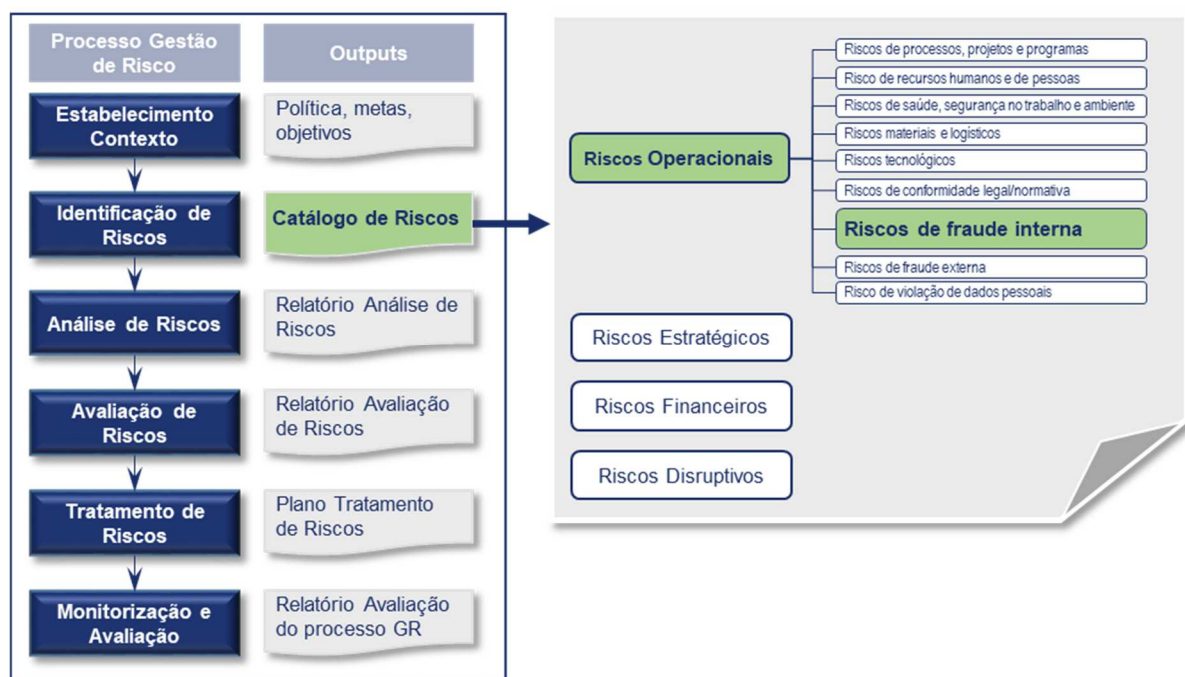 Processo Gestão
de Risco
Outputs
Estabelecimento
Contexto
Política, metas,
objetivos
Identificação de
Riscos
Catálogo de Riscos
Análise de Riscos
Relatório Análise de
Riscos
Avaliação de
Riscos
Relatório Avaliação
de Riscos
Tratamento de
Riscos
Plano Tratamento
de Riscos
Monitorização e
Avaliação
Relatório Avaliação
do processo GR
Riscos Operacionais
Riscos de processos, projetos e programas
Risco de recursos humanos e de pessoas
Riscos de saúde, segurança no trabalho e ambiente
Riscos materiais e logísticos
Riscos tecnológicos
Riscos de conformidade legal/normativa
Riscos de fraude interna
Riscos de fraude externa
Risco de violação de dados pessoais
Riscos Estratégicos
Riscos Financeiros
Riscos Disruptivos